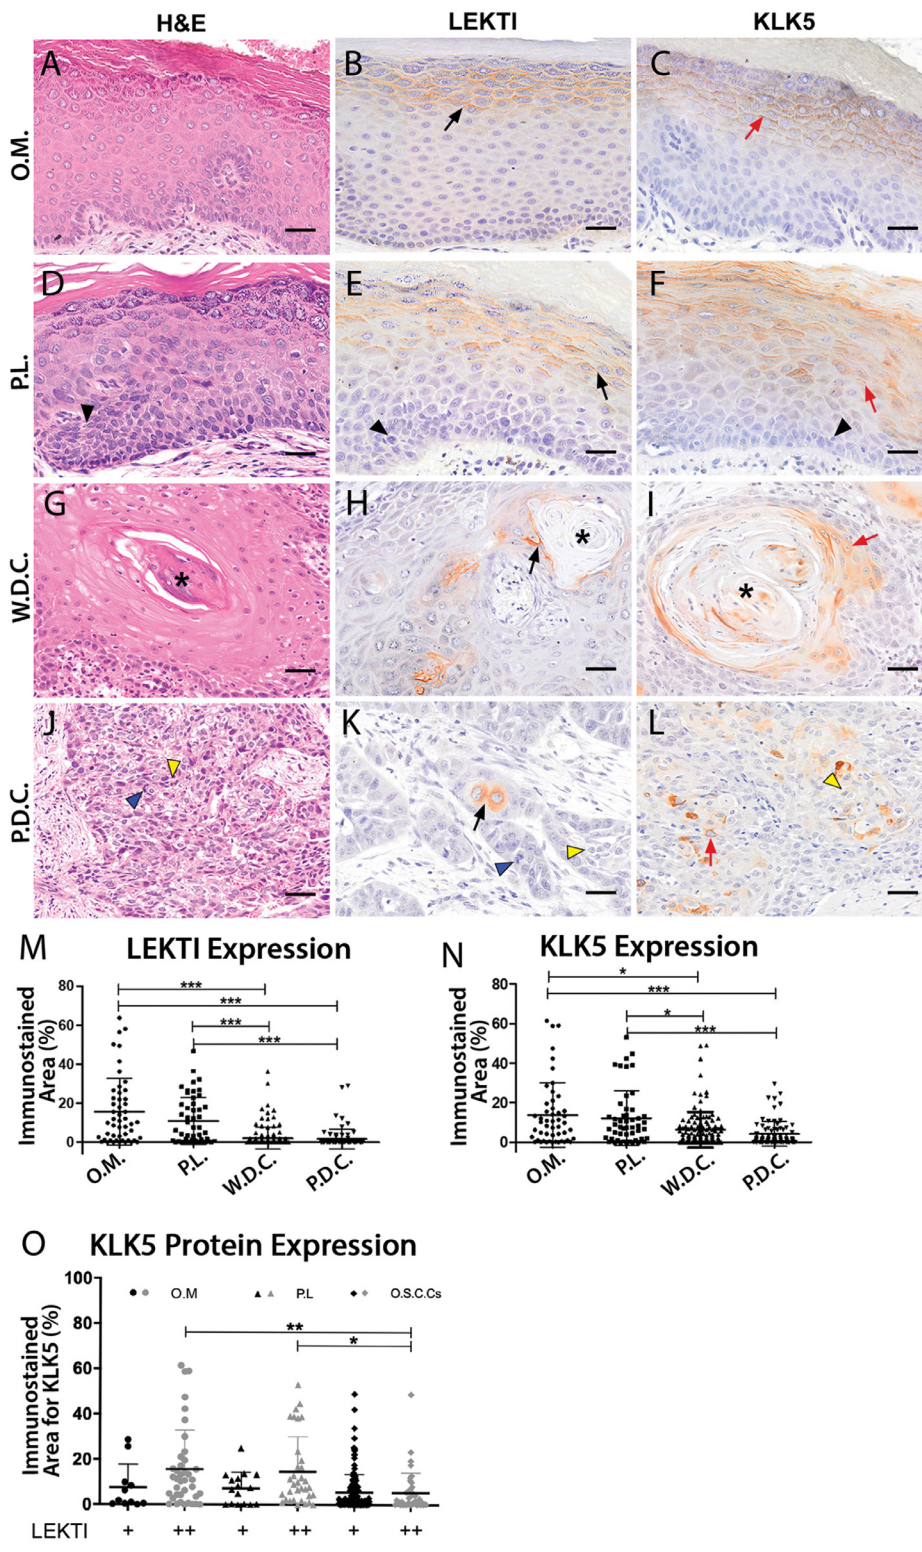 H&E LEKTI KLK5
O.M. A B C
P.L. D E F
W.D.C. G H I
* * *
P.D.C. J K L
M LEKTI Expression
Immunostained
Area (%)
80
60
40
20
0
***
***
***
***
O.M. P.L. W.D.C. P.D.C.
N KLK5 Expression
Immunostained
Area (%)
80
60
40
20
0
*
***
*
***
O.M. P.L. W.D.C. P.D.C.
O KLK5 Protein Expression
Immunostained
Area for KLK5 (%)
100
80
60
40
20
0
O.M P.L O.S.C.Cs
**
*
LEKTI + ++ + ++ + ++